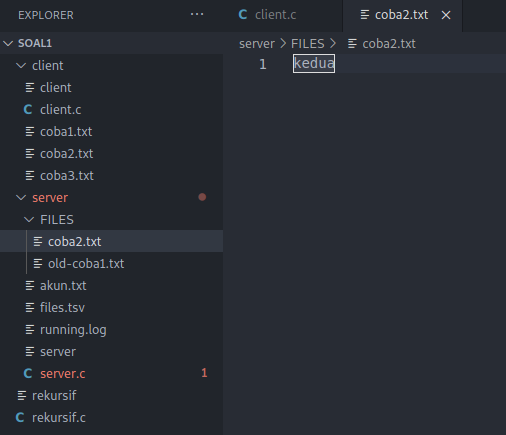 EXPLORER
...
SOAL1
client
client
C client.c
coba1.txt
coba2.txt
coba3.txt
server
FILES
coba2.txt
old-coba1.txt
akun.txt
files.tsv
running.log
server
C server.c 1
rekursif
C rekursif.c
C client.c
coba2.txt ×
server > FILES > coba2.txt
1 kedua